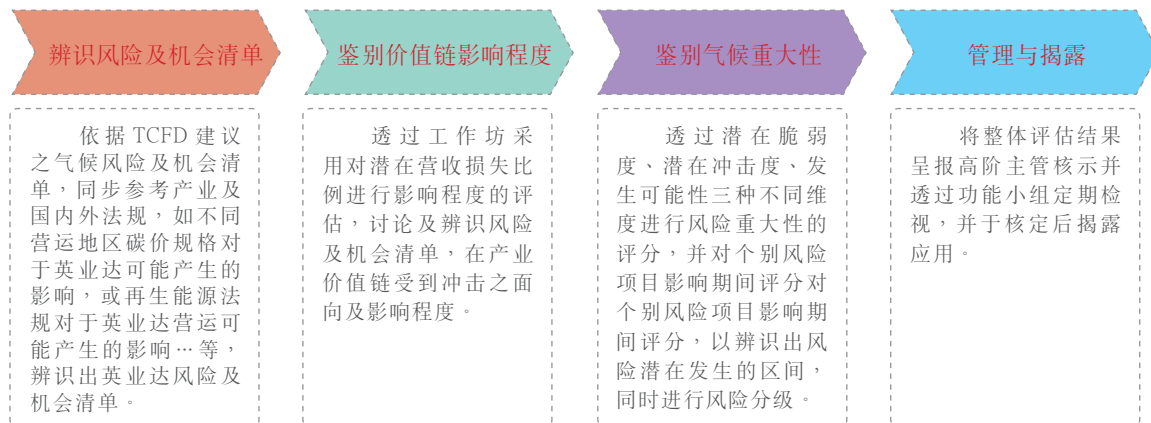 辨识风险及机会清单
依据 TCFD 建议
之气候风险及机会清
单，同步参考产业及
国内外法规，如不同
营运地区碳价规格对
于英业达可能产生的
影响，或再生能源法
规对于英业达营运可
能产生的影响…等，
辨识出英业达风险及
机会清单。
鉴别价值链影响程度
透过工作坊采
用对潜在营收损失比
例进行影响程度的评
估，讨论及辨识风险
及机会清单，在产业
价值链受到冲击之面
向及影响程度。
鉴别气候重大性
透过潜在脆弱
度、潜在冲击度、发
生可能性三种不同维
度进行风险重大性的
评分，并对个别风险
项目影响期间评分对
个别风险项目影响期
间评分，以辨识出风
险潜在发生的区间，
同时进行风险分级。
管理与揭露
将整体评估结果
呈报高阶主管核示并
透过功能小组定期检
视，并于核定后揭露
应用。